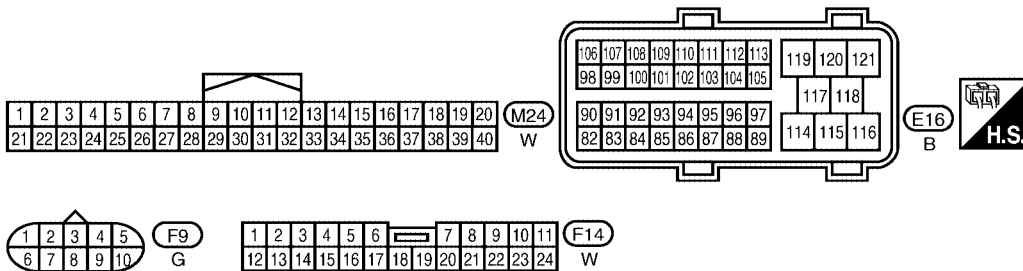 1 2 3 4 5 6 7 8 9 10 11 12 13 14 15 16 17 18 19 20
21 22 23 24 25 26 27 28 29 30 31 32 33 34 35 36 37 38 39 40
M24
W
106 107 108 109 110 111 112 113
98 99 100 101 102 103 104 105
90 91 92 93 94 95 96 97
82 83 84 85 86 87 88 89
119 120 121
117 118
114 115 116
E16
B
H.S.
1 2 3 4 5
6 7 8 9 10
F9
G
1 2 3 4 5 6 7 8 9 10 11
12 13 14 15 16 17 18 19 20 21 22 23 24
F14
W